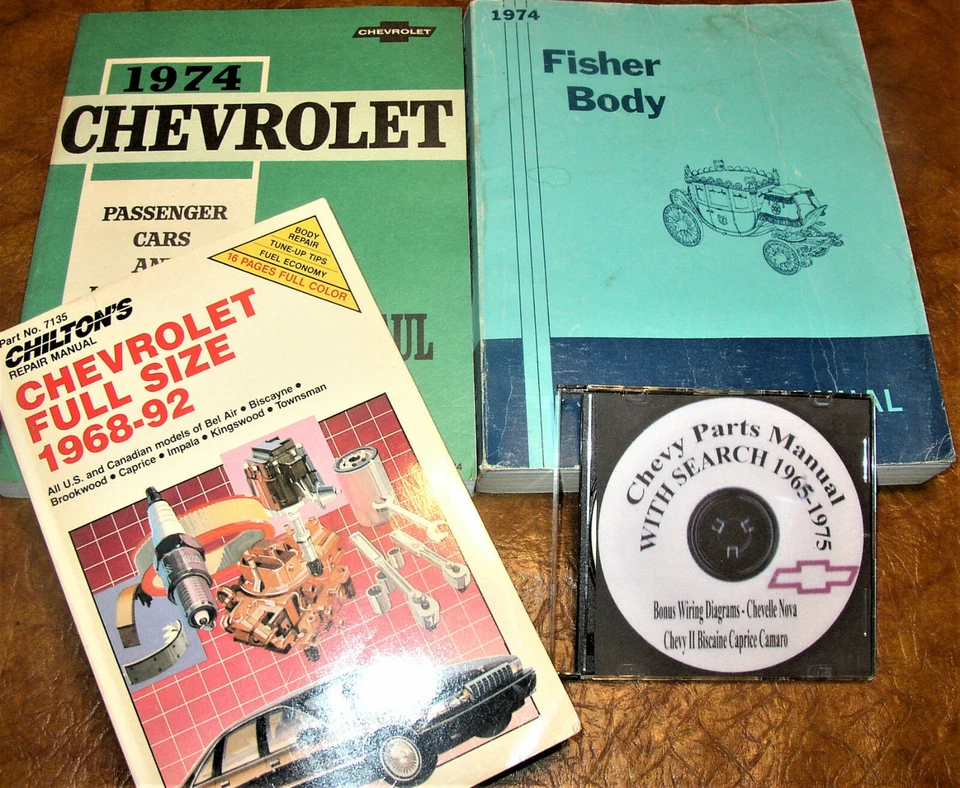 CHEVROLET
1974
CHEVROLET
PASSENGER
CARS
1974
Fisher
Body
BODY
REPAIR
TUNE-UP TIPS
FUEL ECONOMY
16 PAGES FULL COLOR
Part No. 7135
CHILTON'S
REPAIR MANUAL
CHEVROLET
FULL SIZE
1968-92
All U.S. and Canadian models of Bel Air • Biscayne •
Brookwood • Caprice • Impala • Kingswood • Townsman
Chevy Parts Manual
WITH SEARCH 1965-1975
Bonus Wiring Diagrams - Chevelle Nova
Chevy II Biscaine Caprice Camaro